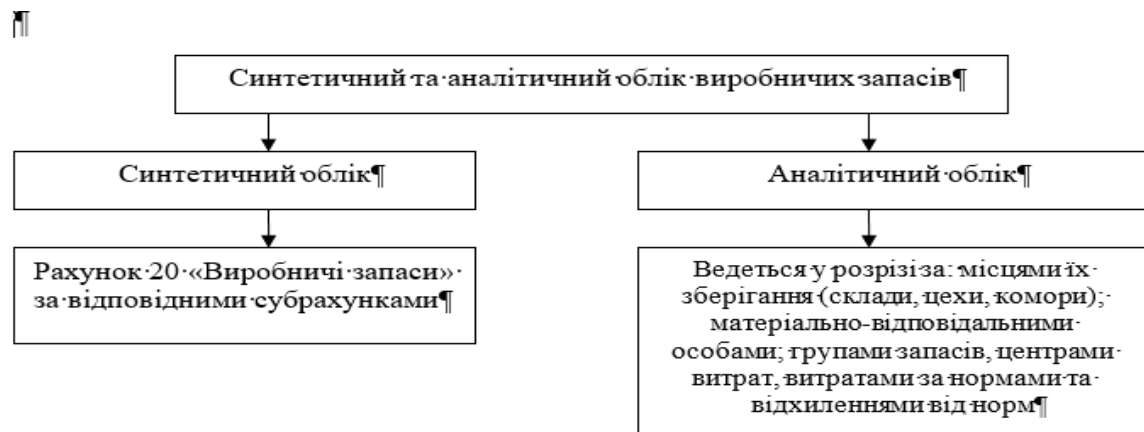 Синтетичний та аналітичний облік виробничих запасів
Синтетичний облік
Аналітичний облік
Рахунок 20 «Виробничі запаси»
за відповідними субрахунками
Ведеться у розрізі за: місцями їх
зберігання (склади, цехи, комори);
матеріально-відповідальними
особами; групами запасів, центрами
витрат, витратами за нормами та
відхиленнями від норм